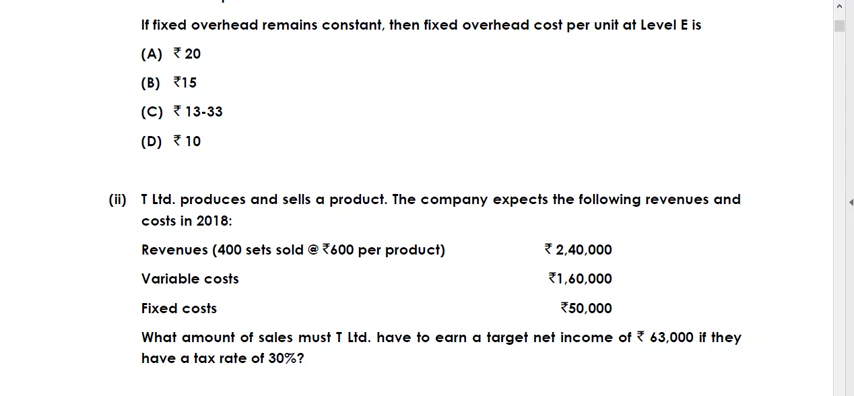 If fixed overhead remains constant, then fixed overhead cost per unit at Level E is
(A) ₹ 20
(B) ₹15
(C) ₹ 13-33
(D) ₹ 10
(ii) T Ltd. produces and sells a product. The company expects the following revenues and
costs in 2018:
Revenues (400 sets sold @ ₹600 per product) ₹ 2,40,000
Variable costs ₹1,60,000
Fixed costs ₹50,000
What amount of sales must T Ltd. have to earn a target net income of ₹ 63,000 if they
have a tax rate of 30%?